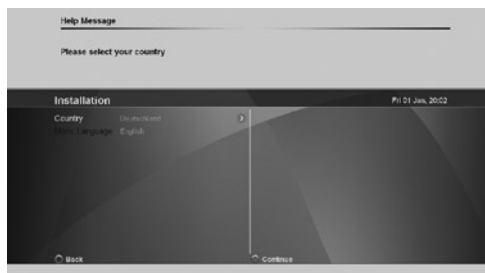 Help Message
Please select your country
Installation
Fri 01 Jan, 20:02
Country Deutschland
Menu Language English
Back
Continue